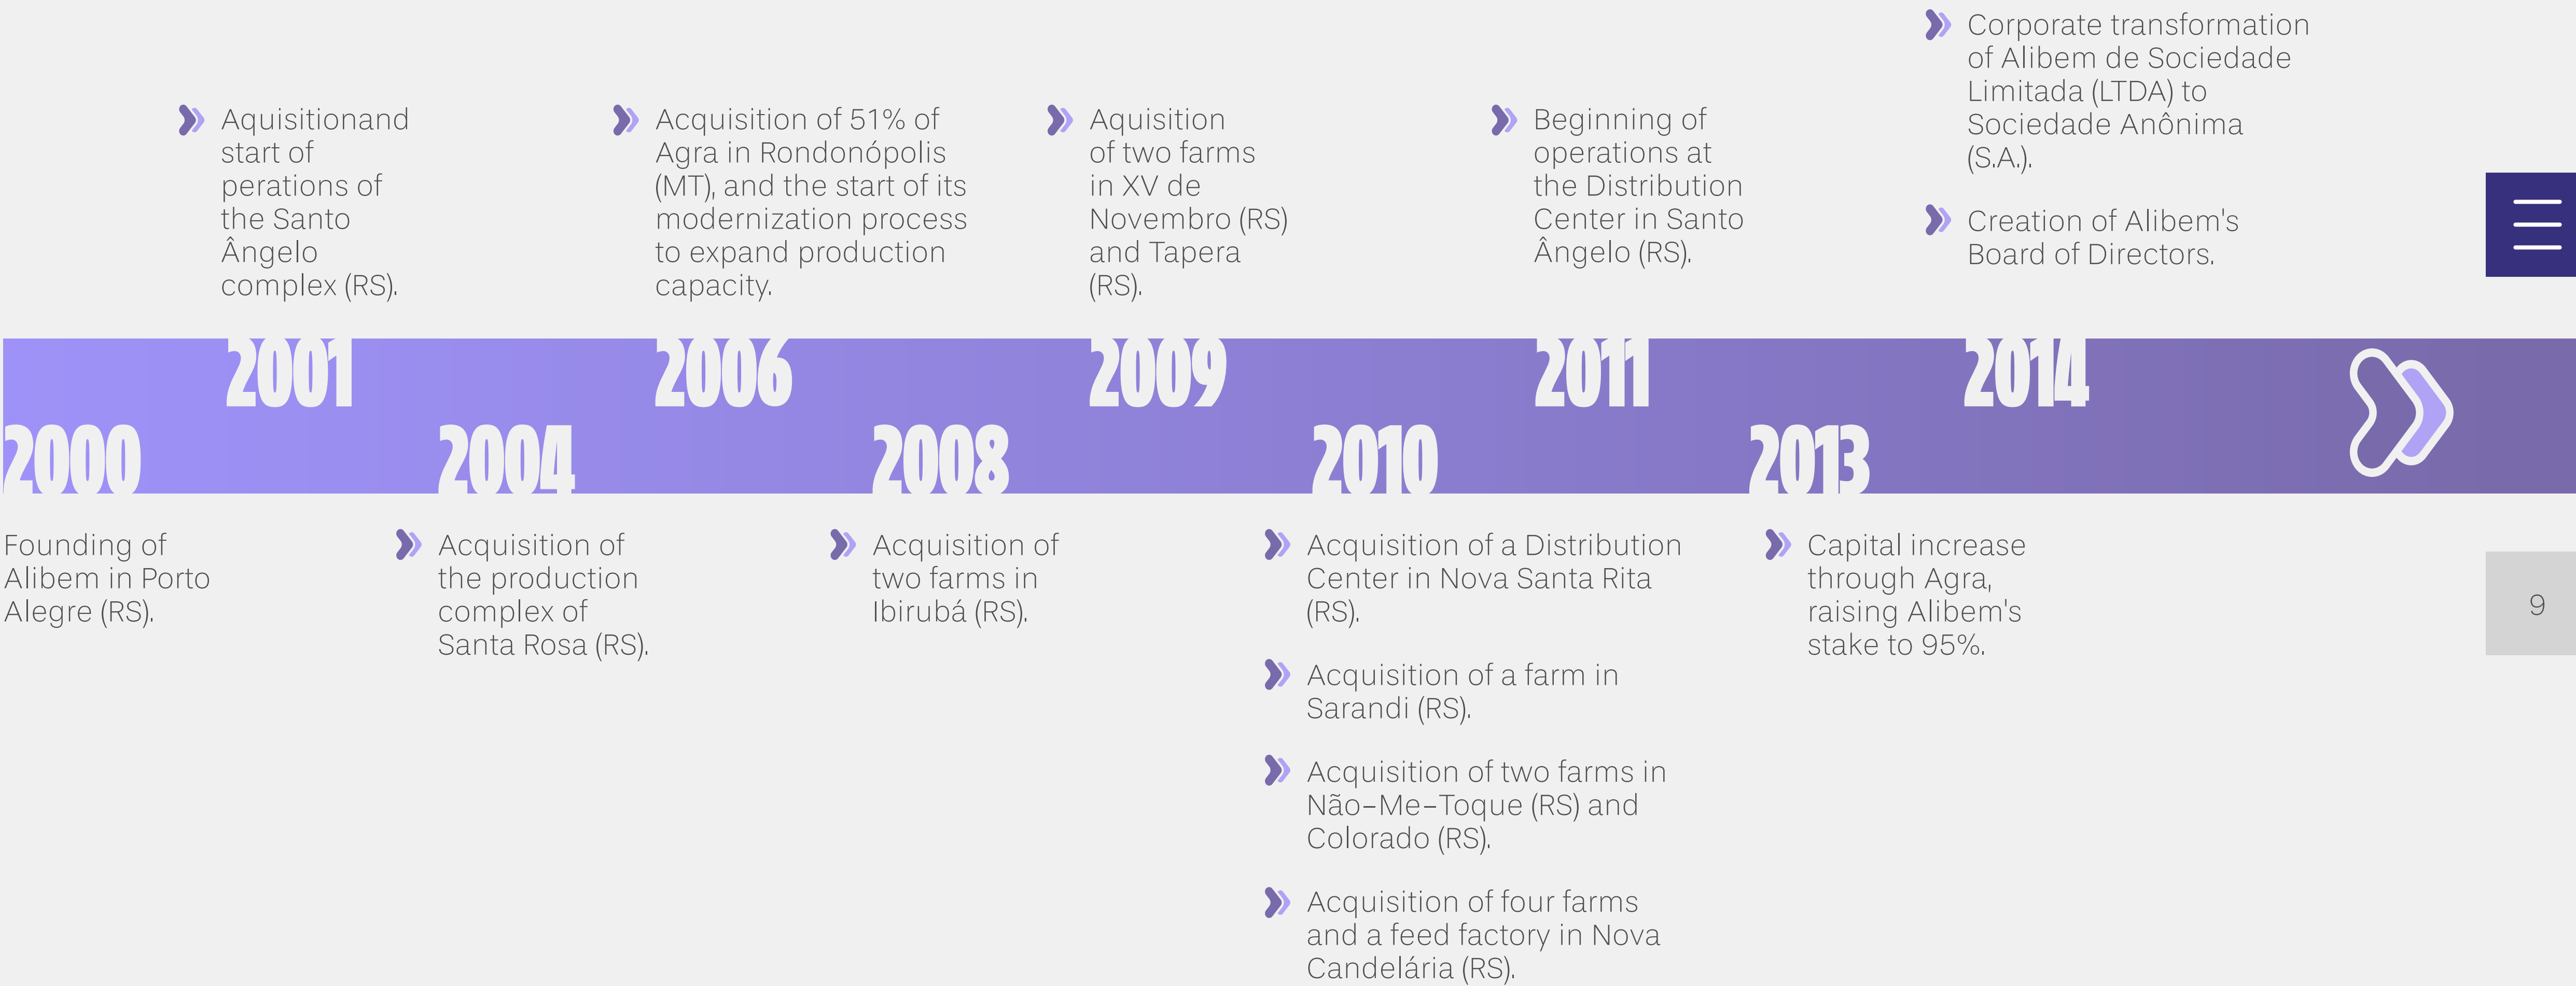 Founding of
Alibem in Porto
Alegre (RS).
2000
Aquisitionand
start of
perations of
the Santo
Ângelo
complex (RS).
2001
2004
Acquisition of
the production
complex of
Santa Rosa (RS).
Acquisition of 51% of
Agra in Rondonópolis
(MT), and the start of its
modernization process
to expand production
capacity.
2006
2008
Acquisition of
two farms in
Ibirubá (RS).
Aquisition
of two farms
in XV de
Novembro (RS)
and Tapera
(RS).
2009
2010
Acquisition of a Distribution
Center in Nova Santa Rita
(RS).
Acquisition of a farm in
Sarandi (RS).
Acquisition of two farms in
Não-Me-Toque (RS) and
Colorado (RS).
Acquisition of four farms
and a feed factory in Nova
Candelária (RS).
Beginning of
operations at
the Distribution
Center in Santo
Ângelo (RS).
2011
2013
Capital increase
through Agra,
raising Alibem's
stake to 95%.
Corporate transformation
of Alibem de Sociedade
Limitada (LTDA) to
Sociedade Anônima
(S.A.).
Creation of Alibem's
Board of Directors.
2014
9